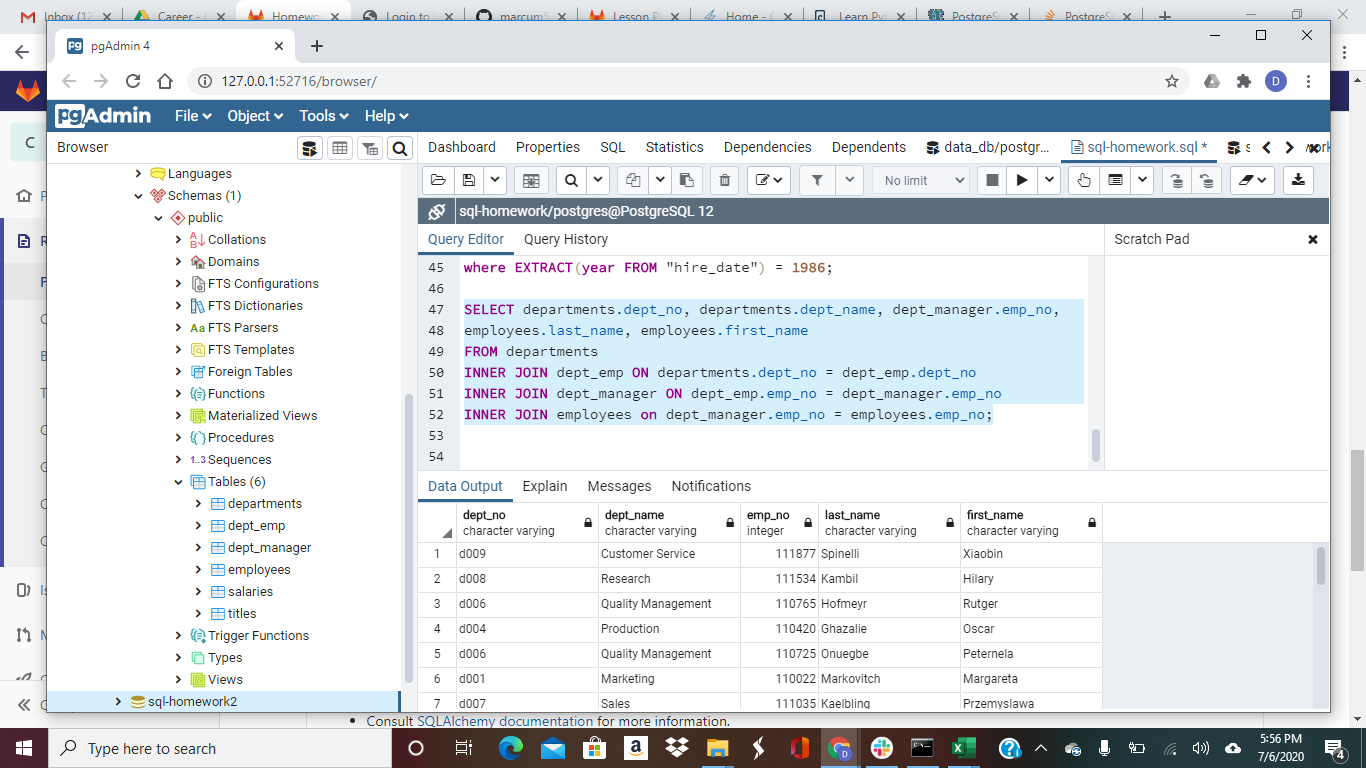 Inbox (12
Career - C
Homewo
Login to
marcumS
Lesson Pl
Home - C
Learn Pyt
PostgreS
PostgreS
pgAdmin 4
127.0.0.1:52716/browser/
D
pgAdmin File Object Tools Help
Browser
Dashboard Properties SQL Statistics Dependencies Dependents data_db/postgr... sql-homework.sql *
No limit
Languages
Schemas (1)
public
Collations
Domains
FTS Configurations
FTS Dictionaries
Aa FTS Parsers
FTS Templates
Foreign Tables
Functions
Materialized Views
Procedures
1..3 Sequences
Tables (6)
departments
dept_emp
dept_manager
employees
salaries
titles
Trigger Functions
Types
Views
sql-homework2
sql-homework/postgres@PostgreSQL 12
Query Editor Query History
Scratch Pad
45 where EXTRACT(year FROM "hire_date") = 1986;
46
47 SELECT departments.dept_no, departments.dept_name, dept_manager.emp_no,
48 employees.last_name, employees.first_name
49 FROM departments
50 INNER JOIN dept_emp ON departments.dept_no = dept_emp.dept_no
51 INNER JOIN dept_manager ON dept_emp.emp_no = dept_manager.emp_no
52 INNER JOIN employees on dept_manager.emp_no = employees.emp_no;
53
54
Data Output Explain Messages Notifications
dept_no dept_name emp_no last_name first_name
character varying character varying integer character varying character varying
1 d009 Customer Service 111877 Spinelli Xiaobin
2 d008 Research 111534 Kambil Hilary
3 d006 Quality Management 110765 Hofmeyr Rutger
4 d004 Production 110420 Ghazalie Oscar
5 d006 Quality Management 110725 Onuegbe Peternela
6 d001 Marketing 110022 Markovitch Margareta
7 d007 Sales 111035 Kaelbling Przemyslawa
Consult SQLAlchemy documentation for more information.
Type here to search
5:56 PM
7/6/2020
4